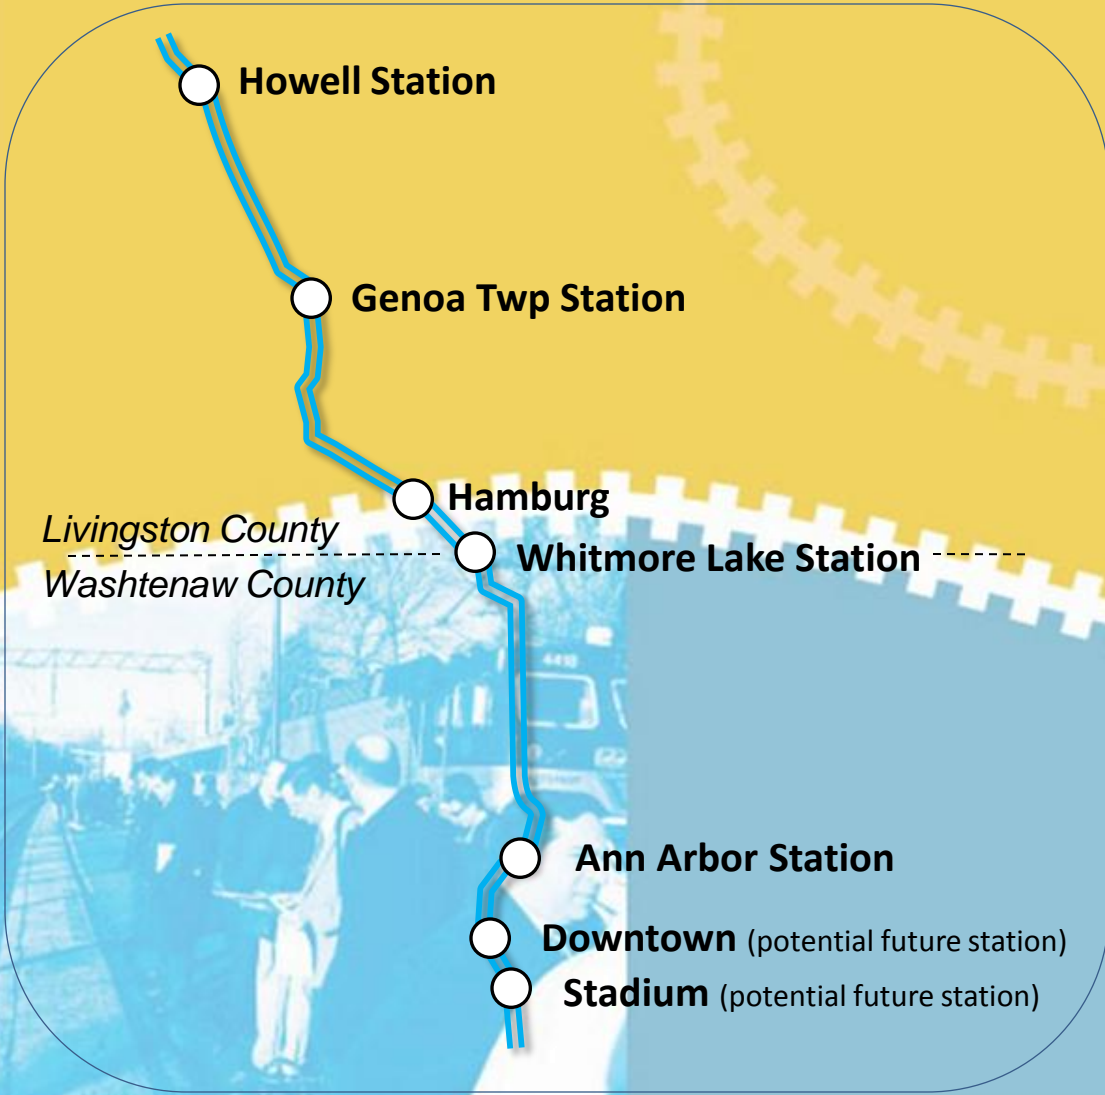 Howell Station
Genoa Twp Station
Hamburg
Livingston County
Whitmore Lake Station
Washtenaw County
4410
Ann Arbor Station
Downtown (potential future station)
Stadium (potential future station)